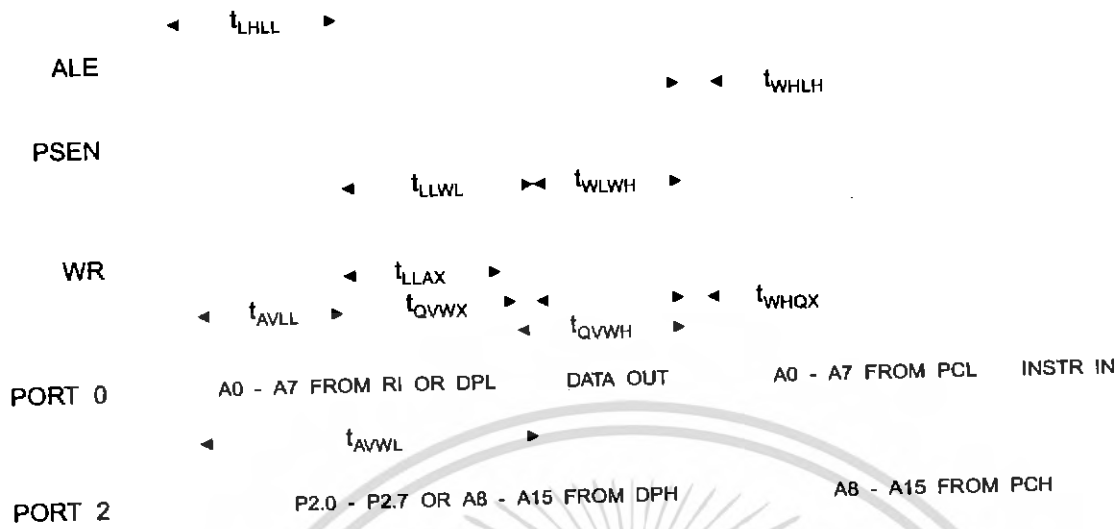 tLHLL
ALE
tWHLH
PSEN
tLLWL tWLWH
WR
tLLAX
tAVLL tQVWX tWHQX
tQVWH
PORT 0 A0 - A7 FROM RI OR DPL DATA OUT A0 - A7 FROM PCL INSTR IN
tAVWL
PORT 2 P2.0 - P2.7 OR A8 - A15 FROM DPH A8 - A15 FROM PCH